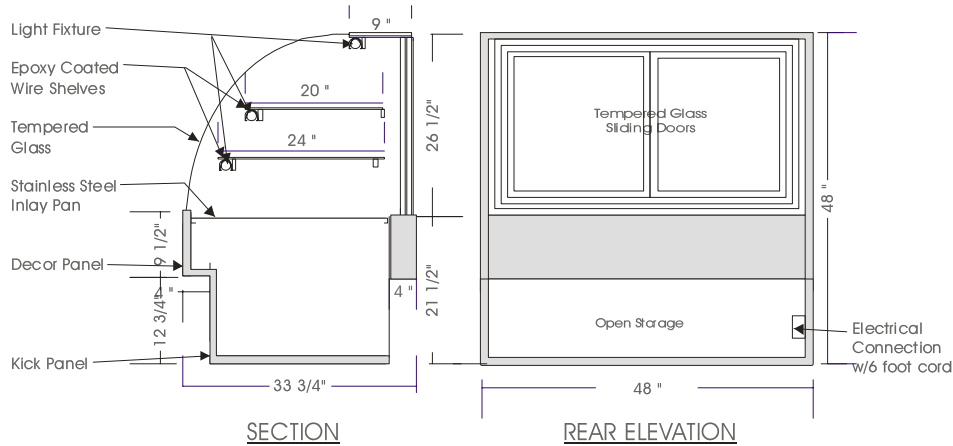 Light Fixture
Epoxy Coated
Wire Shelves
Tempered
Glass
Stainless Steel
Inlay Pan
Decor Panel
Kick Panel
9 "
20 "
24 "
26 1/2"
9 1/2"
4 "
12 3/4"
4 "
21 1/2"
33 3/4"
SECTION
Tempered Glass
Sliding Doors
48 "
Open Storage
Electrical
Connection
w/6 foot cord
48 "
REAR ELEVATION